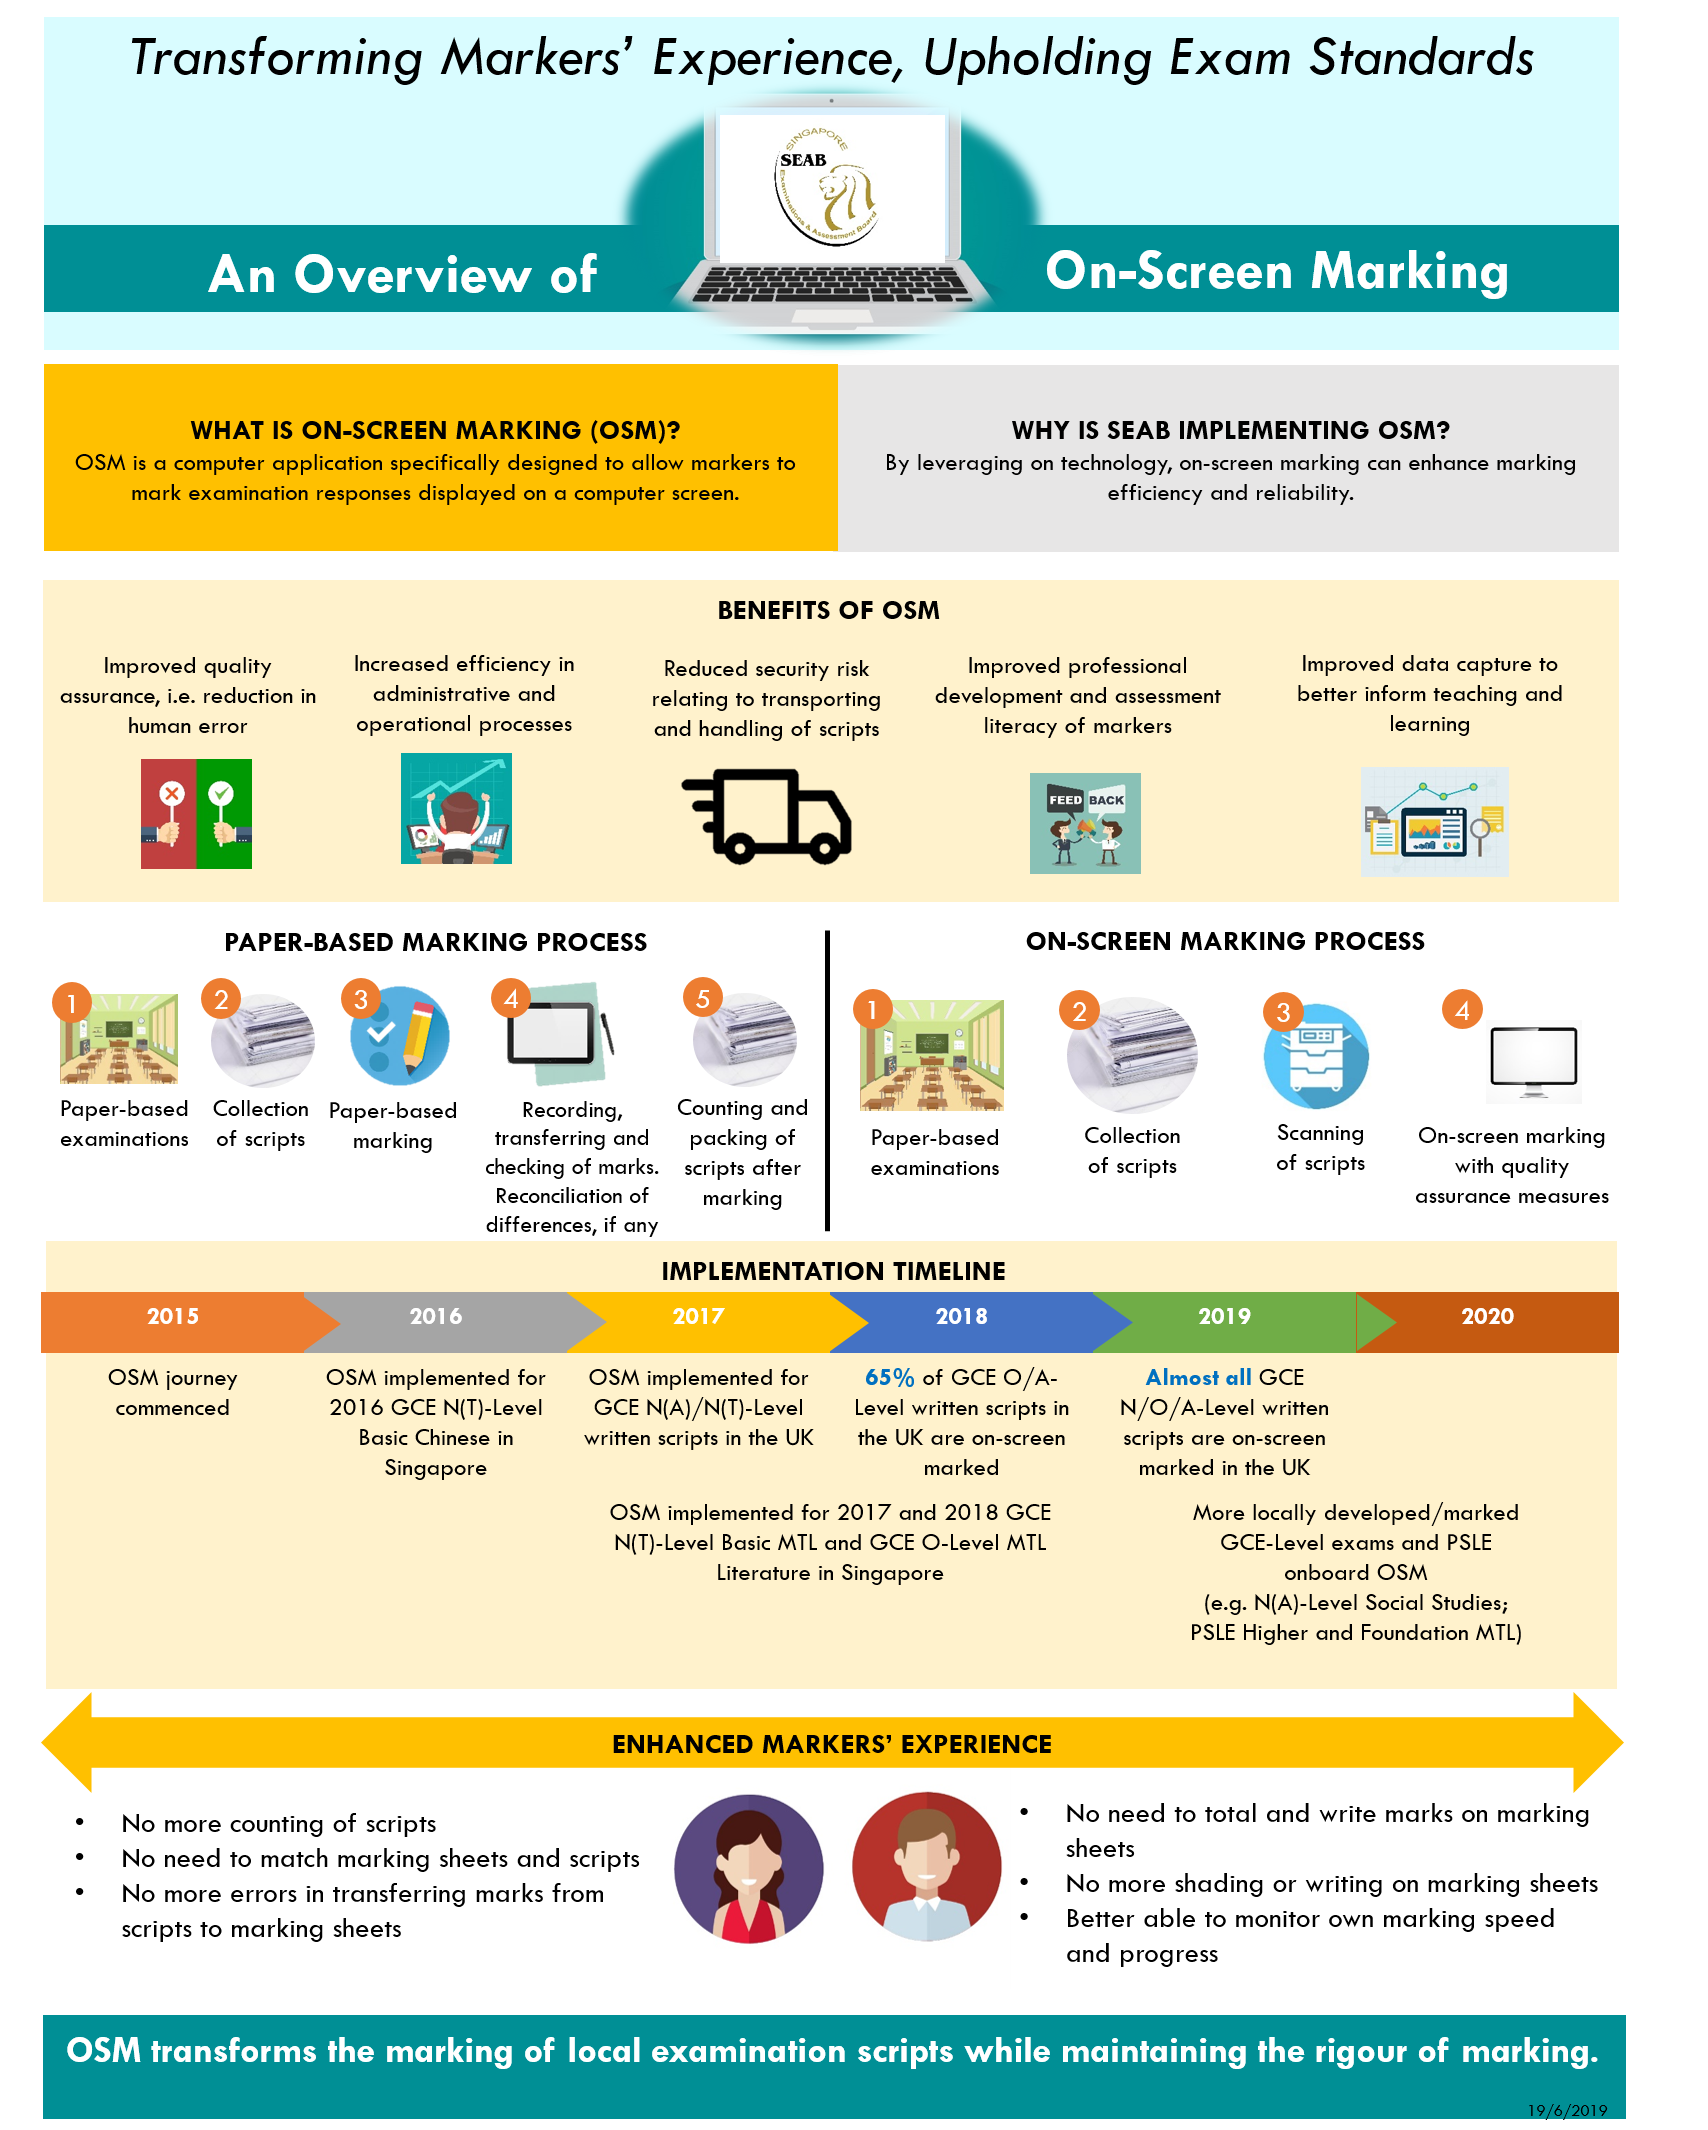 Transforming Markers’ Experience, Upholding Exam Standards
SINGAPORE
SEAB
Examinations & Assessment Board
An Overview of
On-Screen Marking
WHAT IS ON-SCREEN MARKING (OSM)?
OSM is a computer application specifically designed to allow markers to
mark examination responses displayed on a computer screen.
WHY IS SEAB IMPLEMENTING OSM?
By leveraging on technology, on-screen marking can enhance marking
efficiency and reliability.
BENEFITS OF OSM
Improved quality
assurance, i.e. reduction in
human error
Increased efficiency in
administrative and
operational processes
Reduced security risk
relating to transporting
and handling of scripts
Improved professional
development and assessment
literacy of markers
FEED BACK
Improved data capture to
better inform teaching and
learning
PAPER-BASED MARKING PROCESS
1
Paper-based
examinations
2
Collection
of scripts
3
Paper-based
marking
4
Recording,
transferring and
checking of marks.
Reconciliation of
differences, if any
5
Counting and
packing of
scripts after
marking
ON-SCREEN MARKING PROCESS
1
Paper-based
examinations
2
Collection
of scripts
3
Scanning
of scripts
4
On-screen marking
with quality
assurance measures
IMPLEMENTATION TIMELINE
2015
2016
2017
2018
2019
2020
OSM journey
commenced
OSM implemented for
2016 GCE N(T)-Level
Basic Chinese in
Singapore
OSM implemented for
GCE N(A)/N(T)-Level
written scripts in the UK
65% of GCE O/A-
Level written scripts in
the UK are on-screen
marked
Almost all GCE
N/O/A-Level written
scripts are on-screen
marked in the UK
OSM implemented for 2017 and 2018 GCE
N(T)-Level Basic MTL and GCE O-Level MTL
Literature in Singapore
More locally developed/marked
GCE-Level exams and PSLE
onboard OSM
(e.g. N(A)-Level Social Studies;
PSLE Higher and Foundation MTL)
ENHANCED MARKERS’ EXPERIENCE
• No more counting of scripts
• No need to match marking sheets and scripts
• No more errors in transferring marks from
scripts to marking sheets
• No need to total and write marks on marking
sheets
• No more shading or writing on marking sheets
• Better able to monitor own marking speed
and progress
OSM transforms the marking of local examination scripts while maintaining the rigour of marking.
19/6/2019